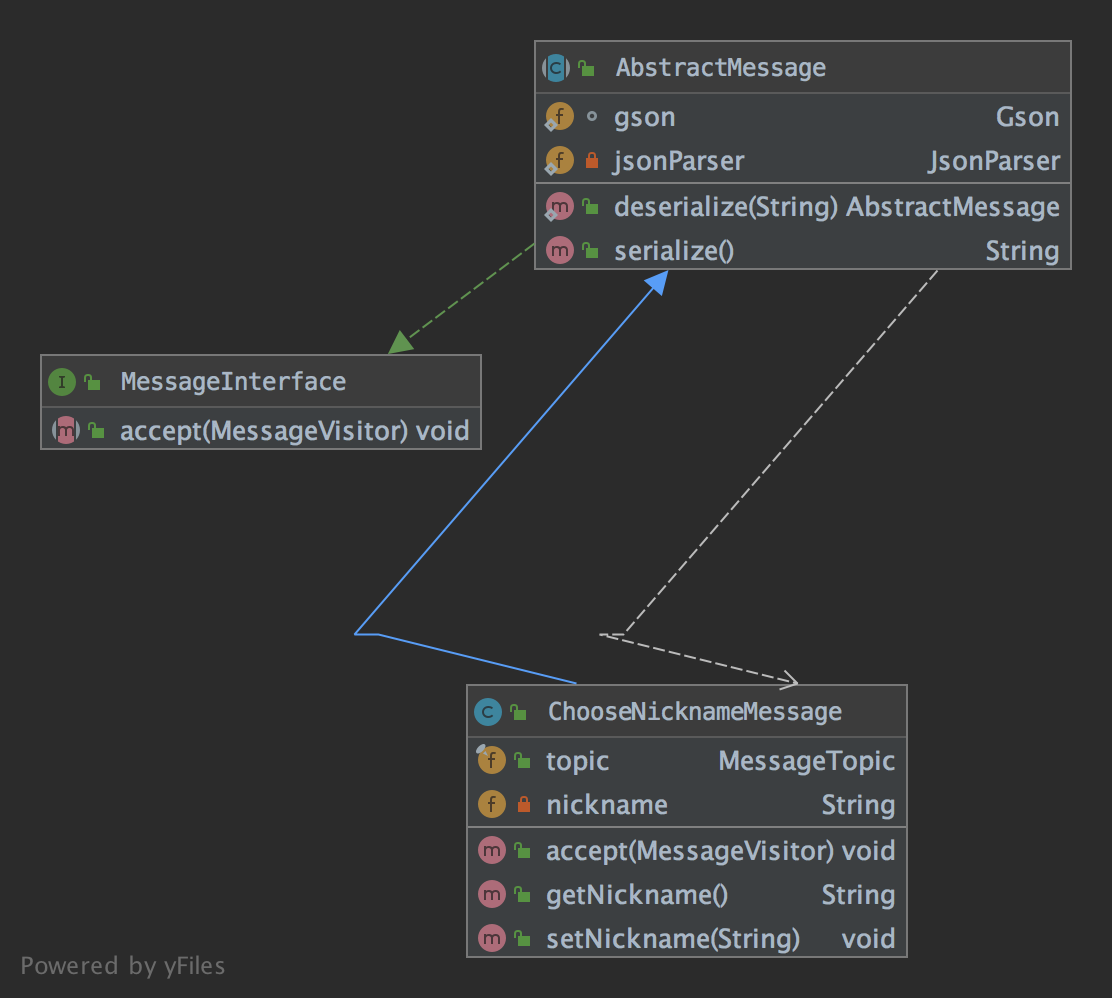 AbstractMessage
gson Gson
jsonParser JsonParser
deserialize(String) AbstractMessage
serialize() String
MessageInterface
accept(MessageVisitor) void
ChooseNicknameMessage
topic MessageTopic
nickname String
accept(MessageVisitor) void
getNickname() String
setNickname(String) void
Powered by yFiles